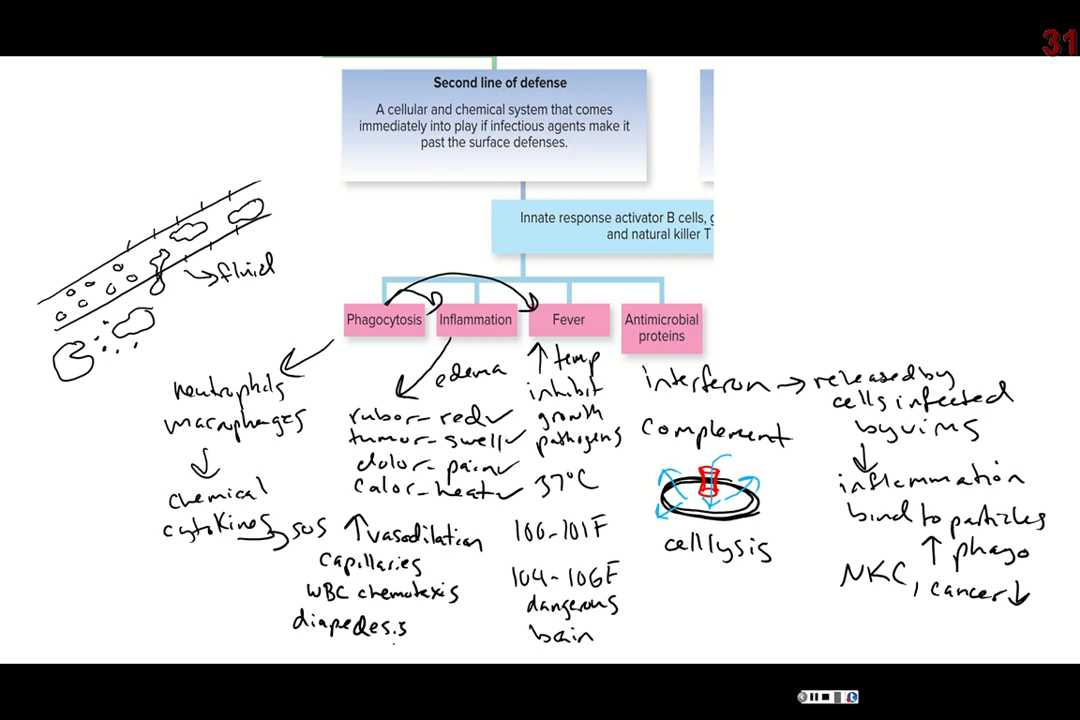 31
Second line of defense
A cellular and chemical system that comes
immediately into play if infectious agents make it
past the surface defenses.
Innate response activator B cells, g
and natural killer T
fluid
Phagocytosis
Inflammation
Fever
Antimicrobial
proteins
neutrophols
macrophages
chemical
cytokines
sos
edema
rubor - red
tumor - swell
dolor - pain
calor - heat
↑ vasodilation
capillaries
WBC chemotexis
diapedesis
↑ temp
inhibit
growth
pathogens
37°C
100-101F
104-106F
dangerous
brin
interferon → released by
cells infected
by virus
complement
cell lysis
inflammation
bind to particles
↑ phago
NKC, cancer ↓